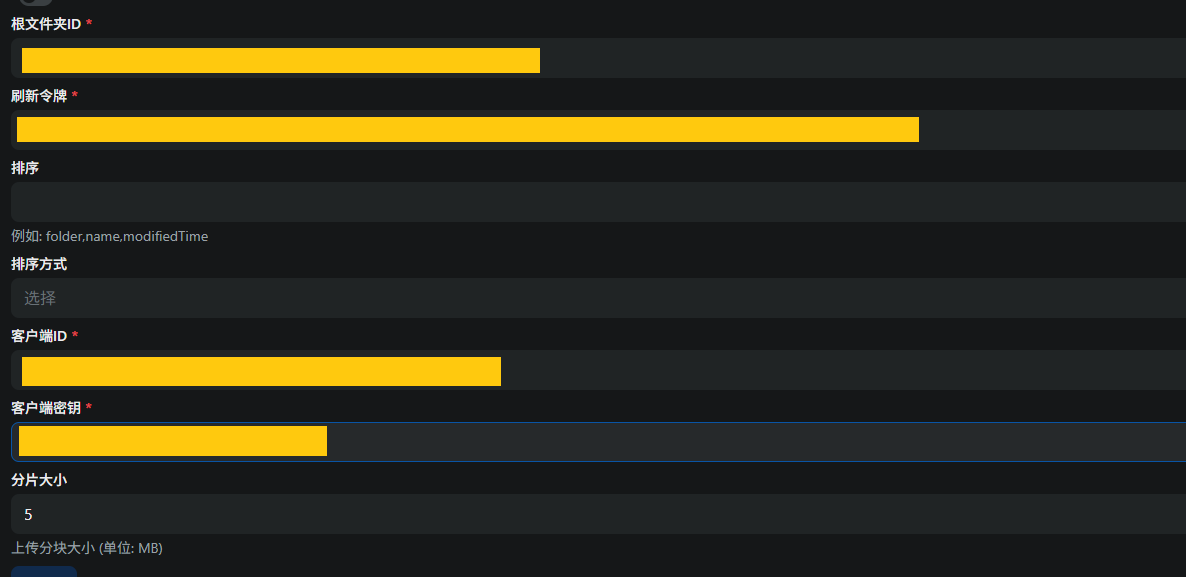 根文件夹ID *
刷新令牌 *
排序
例如: folder,name,modifiedTime
排序方式
选择
客户端ID *
客户端密钥 *
分片大小
5
上传分块大小 (单位: MB)